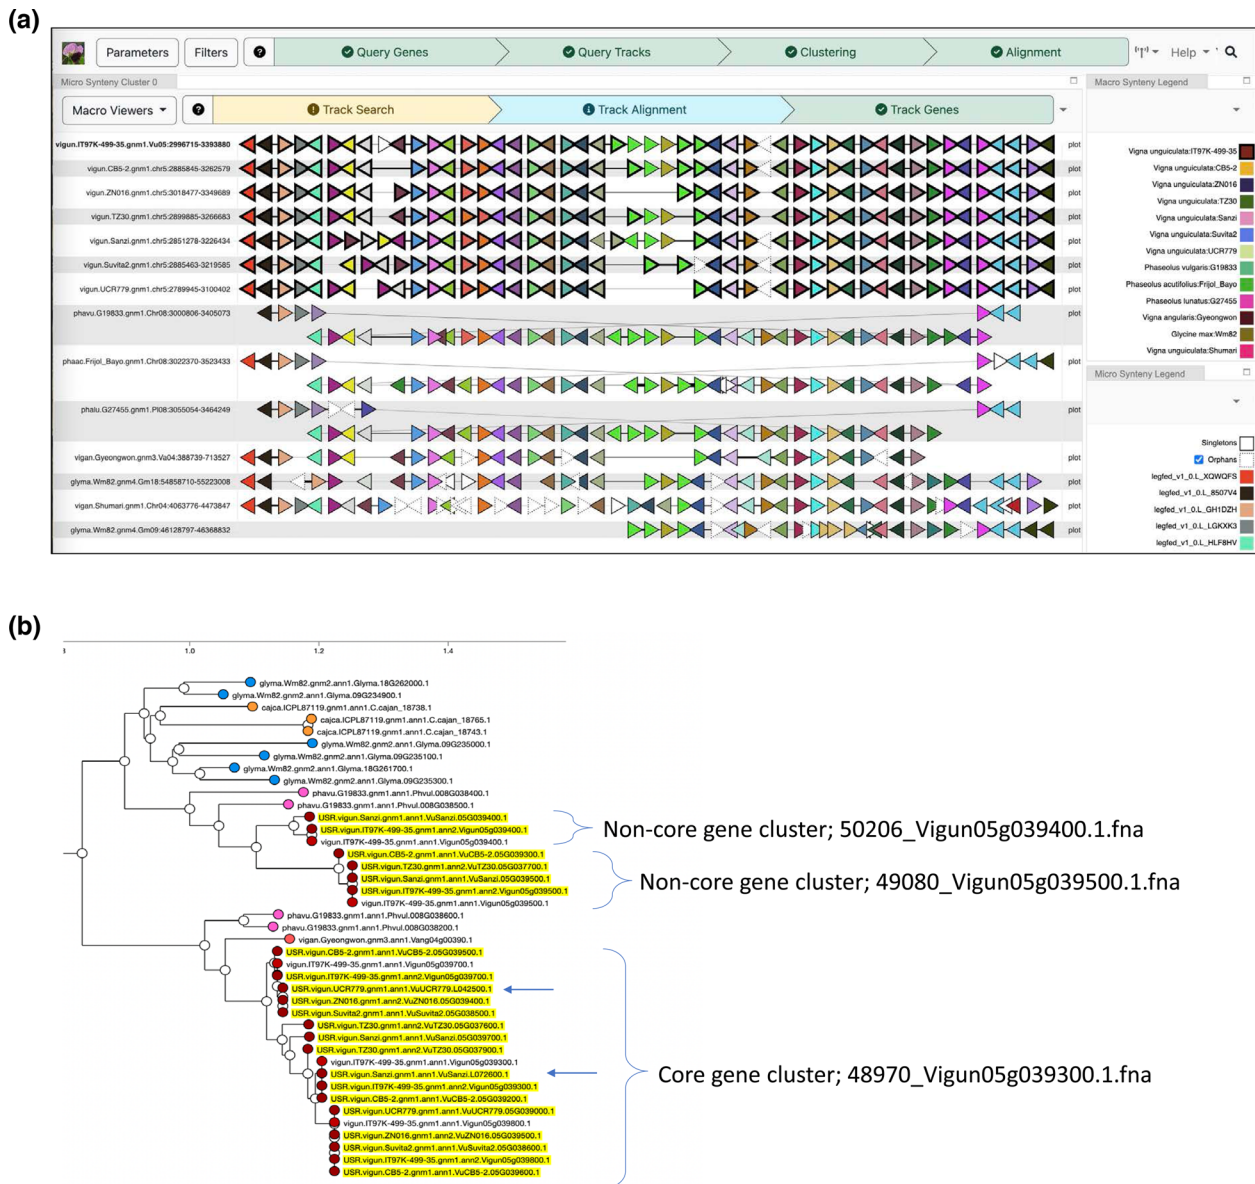 (a)
Parameters Filters ? Query Genes Query Tracks Clustering Alignment Help
Micro Synteny Cluster 0
Macro Synteny Legend
Macro Viewers ? Track Search Track Alignment Track Genes
vigun.IT97K-499-35.gnm1.Vu05:2996715-3393880 plot
vigun.CB5-2.gnm1.chr5:2885845-3262579 plot
vigun.ZN016.gnm1.chr5:3018477-3349689 plot
vigun.TZ30.gnm1.chr5:2899885-3266683 plot
vigun.Sanzi.gnm1.chr5:2851278-3226434 plot
vigun.Suvita2.gnm1.chr5:2885463-3219585 plot
vigun.UCR779.gnm1.chr5:2789945-3100402 plot
phavu.G19833.gnm1.Chr08:3000806-3405073 plot
phaac.Frijol_Bayo.gnm1.Chr08:3022370-3523433 plot
phalu.G27455.gnm1.Pl08:3055054-3464249 plot
vigan.Gyeongwon.gnm3.Va04:388739-713527 plot
glyma.Wm82.gnm4.Gm18:54858710-55223008 plot
vigan.Shumari.gnm1.Chr04:4063776-4473847 plot
glyma.Wm82.gnm4.Gm09:46128797-46368832 plot
Vigna unguiculata:IT97K-499-35
Vigna unguiculata:CB5-2
Vigna unguiculata:ZN016
Vigna unguiculata:TZ30
Vigna unguiculata:Sanzi
Vigna unguiculata:Suvita2
Vigna unguiculata:UCR779
Phaseolus vulgaris:G19833
Phaseolus acutifolius:Frijol_Bayo
Phaseolus lunatus:G27455
Vigna angularis:Gyeongwon
Glycine max:Wm82
Vigna unguiculata:Shumari
Micro Synteny Legend
Singletons
Orphans
legfed_v1_0.L_XQWQFS
legfed_v1_0.L_8507V4
legfed_v1_0.L_GH1DZH
legfed_v1_0.L_LGKXK3
legfed_v1_0.L_HLF8HV
(b)
1.0 1.2 1.4
glyma.Wm82.gnm2.ann1.Glyma.18G262000.1
glyma.Wm82.gnm2.ann1.Glyma.09G234900.1
cajca.ICPL87119.gnm1.ann1.C.cajan_18738.1
cajca.ICPL87119.gnm1.ann1.C.cajan_18765.1
cajca.ICPL87119.gnm1.ann1.C.cajan_18743.1
glyma.Wm82.gnm2.ann1.Glyma.09G235000.1
glyma.Wm82.gnm2.ann1.Glyma.09G235100.1
glyma.Wm82.gnm2.ann1.Glyma.18G261700.1
glyma.Wm82.gnm2.ann1.Glyma.09G235300.1
phavu.G19833.gnm1.ann1.Phvul.008G038400.1
phavu.G19833.gnm1.ann1.Phvul.008G038500.1
USR.vigun.Sanzi.gnm1.ann1.VuSanzi.05G039400.1
USR.vigun.IT97K-499-35.gnm1.ann2.Vigun05g039400.1
vigun.IT97K-499-35.gnm1.ann1.Vigun05g039400.1
Non-core gene cluster; 50206_Vigun05g039400.1.fna
USR.vigun.CB5-2.gnm1.ann1.VuCB5-2.05G039300.1
USR.vigun.TZ30.gnm1.ann2.VuTZ30.05G037700.1
USR.vigun.Sanzi.gnm1.ann1.VuSanzi.05G039500.1
USR.vigun.IT97K-499-35.gnm1.ann2.Vigun05g039500.1
vigun.IT97K-499-35.gnm1.ann1.Vigun05g039500.1
Non-core gene cluster; 49080_Vigun05g039500.1.fna
phavu.G19833.gnm1.ann1.Phvul.008G038600.1
phavu.G19833.gnm1.ann1.Phvul.008G038200.1
vigan.Gyeongwon.gnm3.ann1.Vang04g00390.1
USR.vigun.CB5-2.gnm1.ann1.VuCB5-2.05G039500.1
vigun.IT97K-499-35.gnm1.ann1.Vigun05g039700.1
USR.vigun.IT97K-499-35.gnm1.ann2.Vigun05g039700.1
USR.vigun.UCR779.gnm1.ann1.VuUCR779.L042500.1
USR.vigun.ZN016.gnm1.ann2.VuZN016.05G039400.1
USR.vigun.Suvita2.gnm1.ann1.VuSuvita2.05G038500.1
USR.vigun.TZ30.gnm1.ann2.VuTZ30.05G037600.1
USR.vigun.Sanzi.gnm1.ann1.VuSanzi.05G039700.1
USR.vigun.TZ30.gnm1.ann2.VuTZ30.05G037900.1
vigun.IT97K-499-35.gnm1.ann1.Vigun05g039300.1
USR.vigun.Sanzi.gnm1.ann1.VuSanzi.L072600.1
USR.vigun.IT97K-499-35.gnm1.ann2.Vigun05g039300.1
USR.vigun.CB5-2.gnm1.ann1.VuCB5-2.05G039200.1
USR.vigun.UCR779.gnm1.ann1.VuUCR779.05G039000.1
vigun.IT97K-499-35.gnm1.ann1.Vigun05g039800.1
USR.vigun.ZN016.gnm1.ann2.VuZN016.05G039500.1
USR.vigun.Suvita2.gnm1.ann1.VuSuvita2.05G038600.1
USR.vigun.IT97K-499-35.gnm1.ann2.Vigun05g039800.1
USR.vigun.CB5-2.gnm1.ann1.VuCB5-2.05G039600.1
Core gene cluster; 48970_Vigun05g039300.1.fna